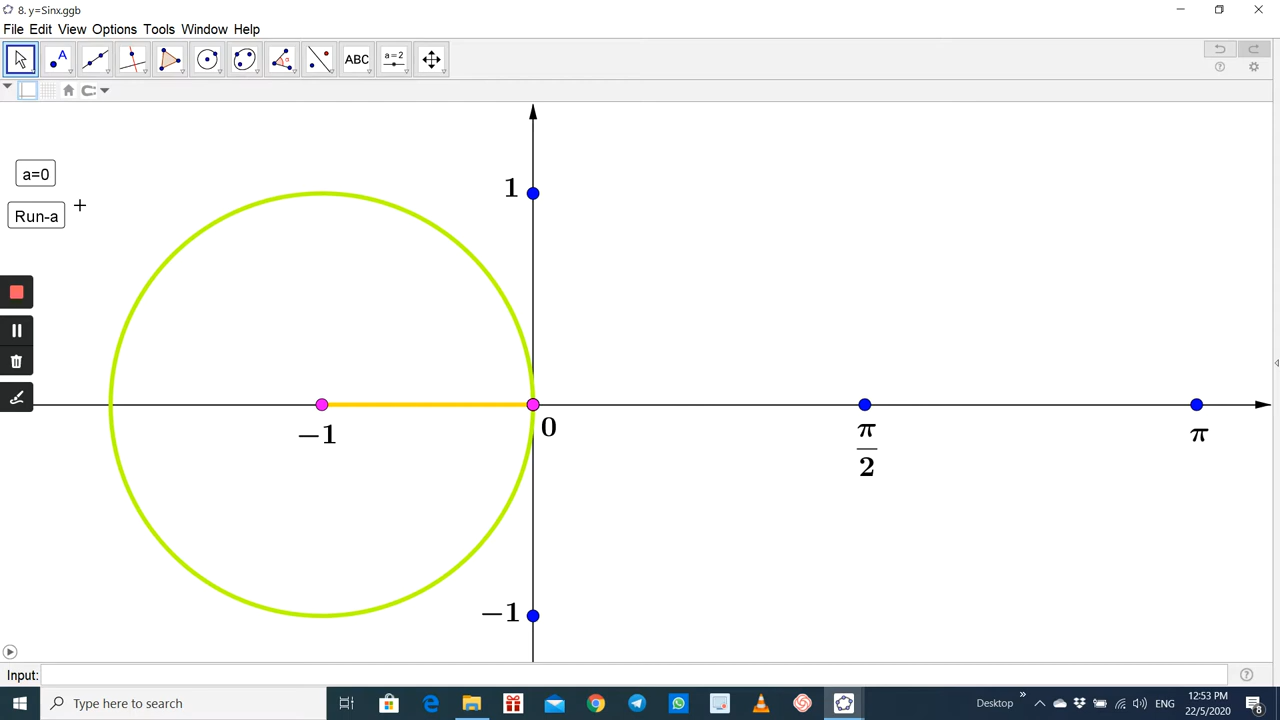 8. y=Sinx.ggb
File Edit View Options Tools Window Help
A
ABC
a=2
a=0
Run-a
1
−1
0
π
π/2
−1
Input:
Type here to search
Desktop
»
ENG
12:53 PM
22/5/2020
8